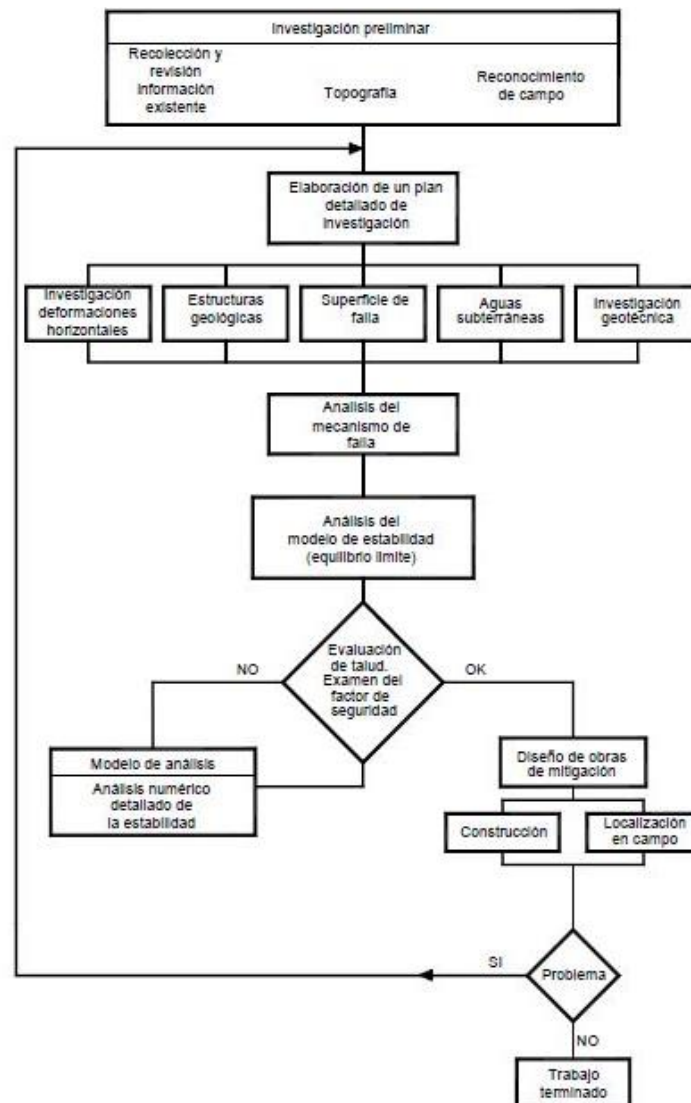 Investigación preliminar
Recolección y
revisión
información
existente
Topografía
Reconocimiento
de campo
Elaboración de un plan
detallado de
investigación
Investigación
deformaciones
horizontales
Estructuras
geológicas
Superficie de
falla
Aguas
subterráneas
Investigación
geotécnica
Analisis del
mecanismo de
falla
Análisis del
modelo de estabilidad
(equilibrio limite)
Evaluación
de talud.
Examen del
factor de
seguridad
NO
OK
Modelo de análisis
Análisis numérico
detallado de
la estabilidad
Diseño de obras
de mitigación
Construcción
Localización
en campo
SI
Problema
NO
Trabajo
terminado